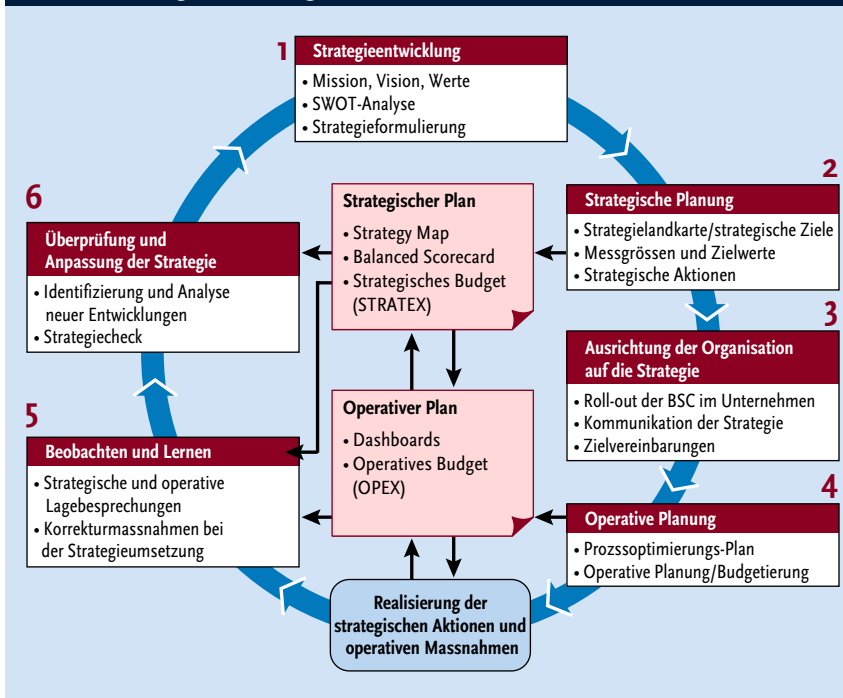 1
Strategieentwicklung
• Mission, Vision, Werte
• SWOT-Analyse
• Strategieformulierung
2
Strategische Planung
• Strategielandkarte/strategische Ziele
• Messgrössen und Zielwerte
• Strategische Aktionen
3
Ausrichtung der Organisation
auf die Strategie
• Roll-out der BSC im Unternehmen
• Kommunikation der Strategie
• Zielvereinbarungen
4
Operative Planung
• Prozssoptimierungs-Plan
• Operative Planung/Budgetierung
5
Beobachten und Lernen
• Strategische und operative
Lagebesprechungen
• Korrekturmassnahmen bei
der Strategieumsetzung
6
Überprüfung und
Anpassung der Strategie
• Identifizierung und Analyse
neuer Entwicklungen
• Strategiecheck
Strategischer Plan
• Strategy Map
• Balanced Scorecard
• Strategisches Budget
(STRATEX)
Operativer Plan
• Dashboards
• Operatives Budget
(OPEX)
Realisierung der
strategischen Aktionen und
operativen Massnahmen